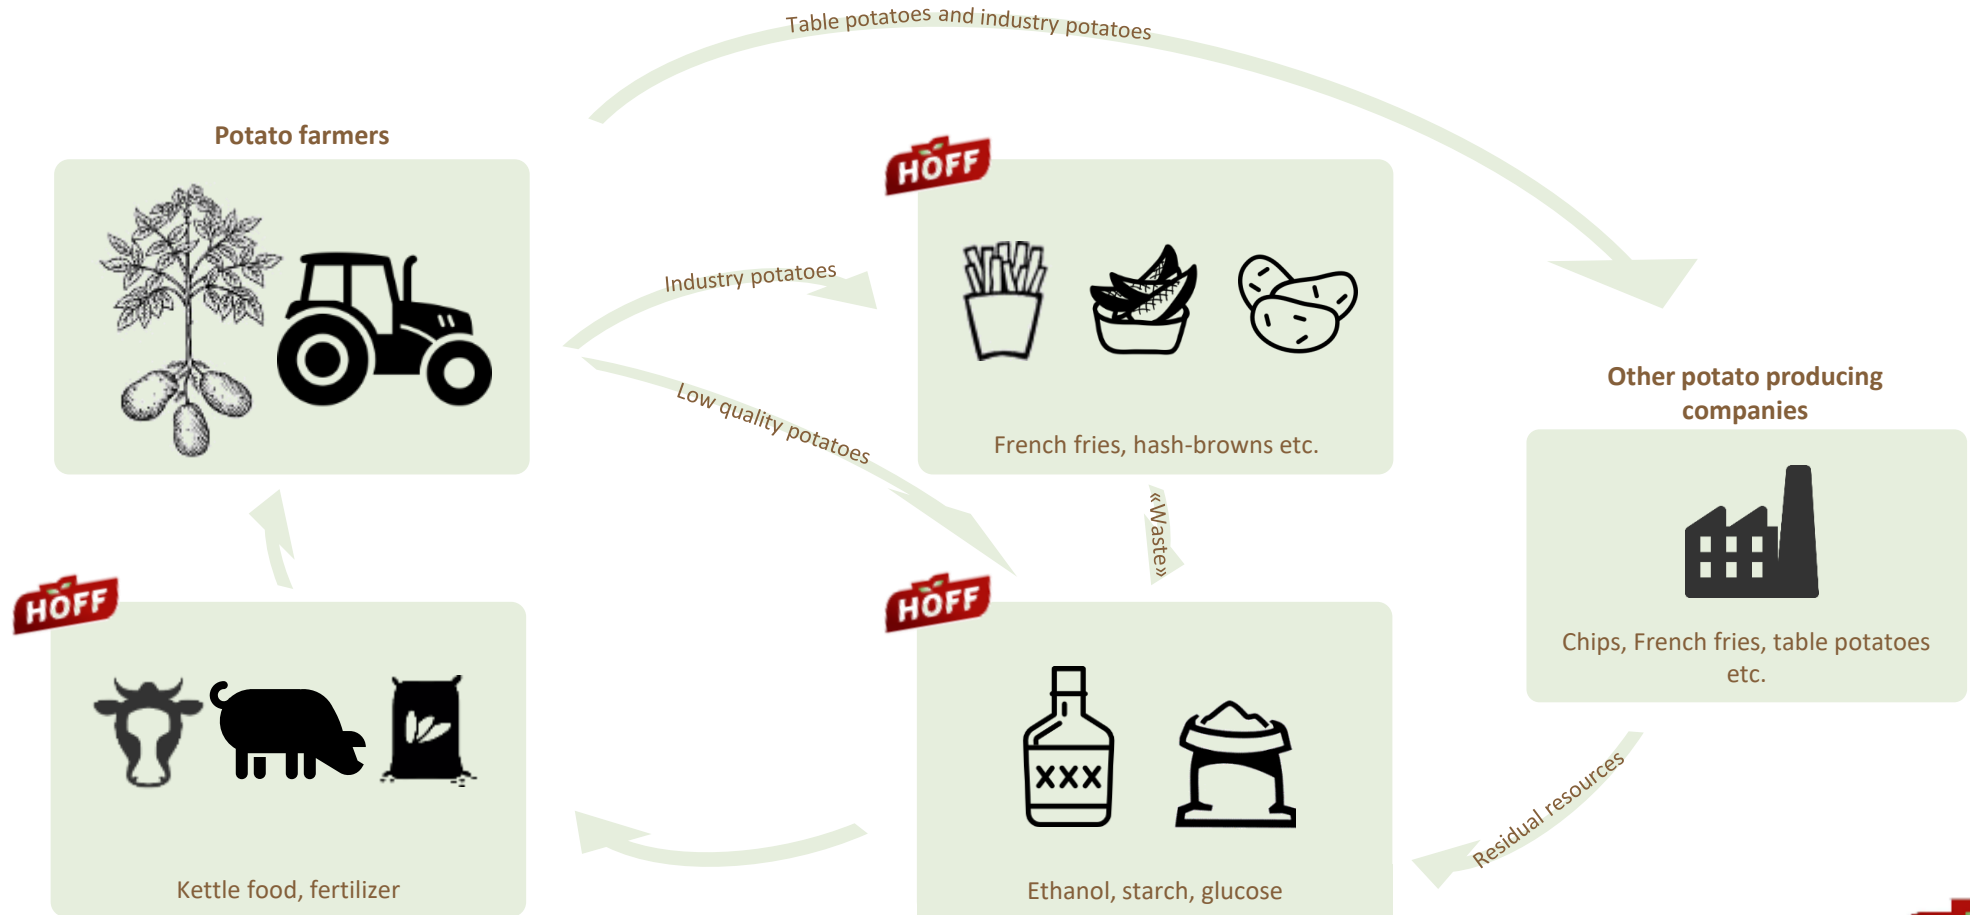 Table potatoes and industry potatoes
Potato farmers
HOFF
Industry potatoes
Low quality potatoes
French fries, hash-browns etc.
Other potato producing
companies
«Waste»
Chips, French fries, table potatoes
etc.
HOFF
Kettle food, fertilizer
HOFF
XXX
Ethanol, starch, glucose
Residual resources